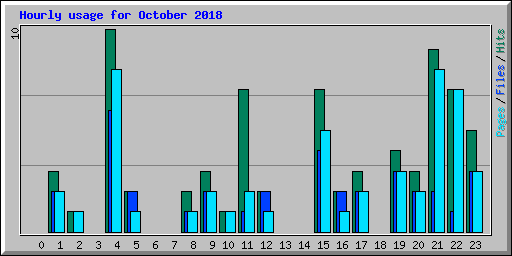 Hourly usage for October 2018
10
Pages/Files/Hits
0 1 2 3 4 5 6 7 8 9 10 11 12 13 14 15 16 17 18 19 20 21 22 23